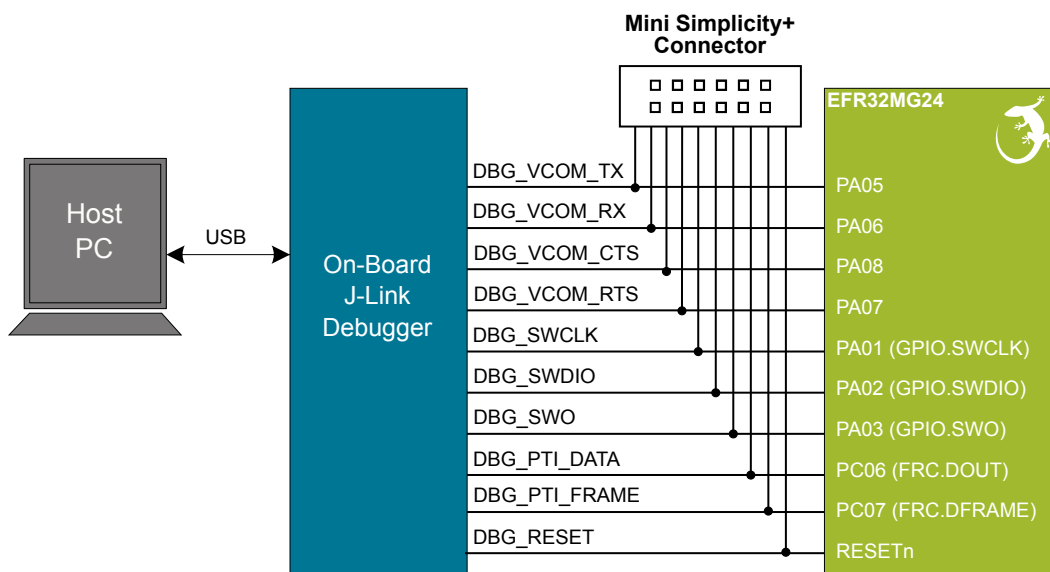 Mini Simplicity+
Connector
EFR32MG24
Host
PC
USB
On-Board
J-Link
Debugger
DBG_VCOM_TX
PA05
DBG_VCOM_RX
PA06
DBG_VCOM_CTS
PA08
DBG_VCOM_RTS
PA07
DBG_SWCLK
PA01 (GPIO.SWCLK)
DBG_SWDIO
PA02 (GPIO.SWDIO)
DBG_SWO
PA03 (GPIO.SWO)
DBG_PTI_DATA
PC06 (FRC.DOUT)
DBG_PTI_FRAME
PC07 (FRC.DFRAME)
DBG_RESET
RESETn